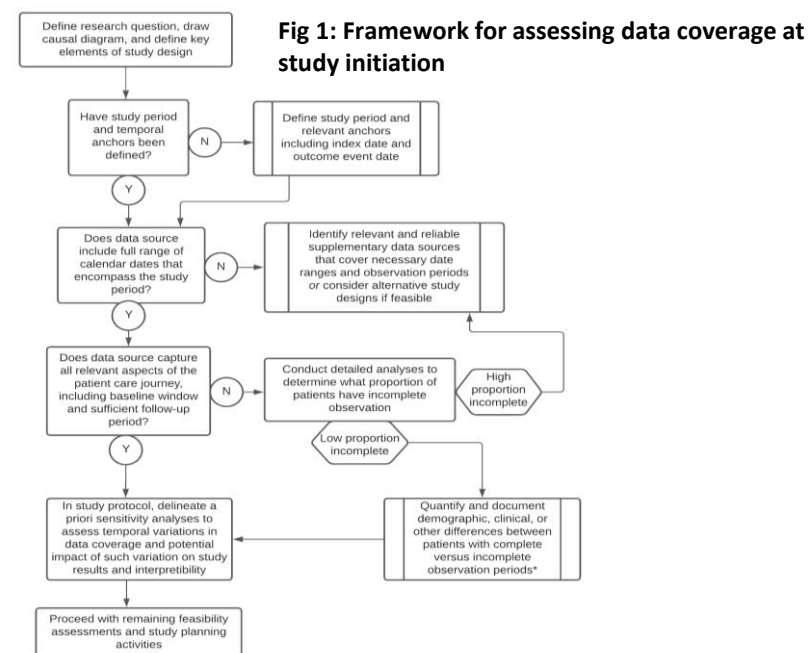 Fig 1: Framework for assessing data coverage at
study initiation
Define research question, draw
causal diagram, and define key
elements of study design
Have study period
and temporal
anchors been
defined?
N
Define study period and
relevant anchors
including index date and
outcome event date
Y
Does data source
include full range of
calendar dates that
encompass the study
period?
N
Identify relevant and reliable
supplementary data sources
that cover necessary date
ranges and observation periods
or consider alternative study
designs if feasible
Y
Does data source capture
all relevant aspects of the
patient care journey,
including baseline window
and sufficient follow-up
period?
N
Conduct detailed analyses to
determine what proportion of
patients have incomplete
observation
High
proportion
incomplete
Low proportion
incomplete
Y
In study protocol, delineate a
priori sensitivity analyses to
assess temporal variations in
data coverage and potential
impact of such variation on study
results and interpretibility
Quantify and document
demographic, clinical, or
other differences between
patients with complete
versus incomplete
observation periods*
Proceed with remaining feasibility
assessments and study planning
activities